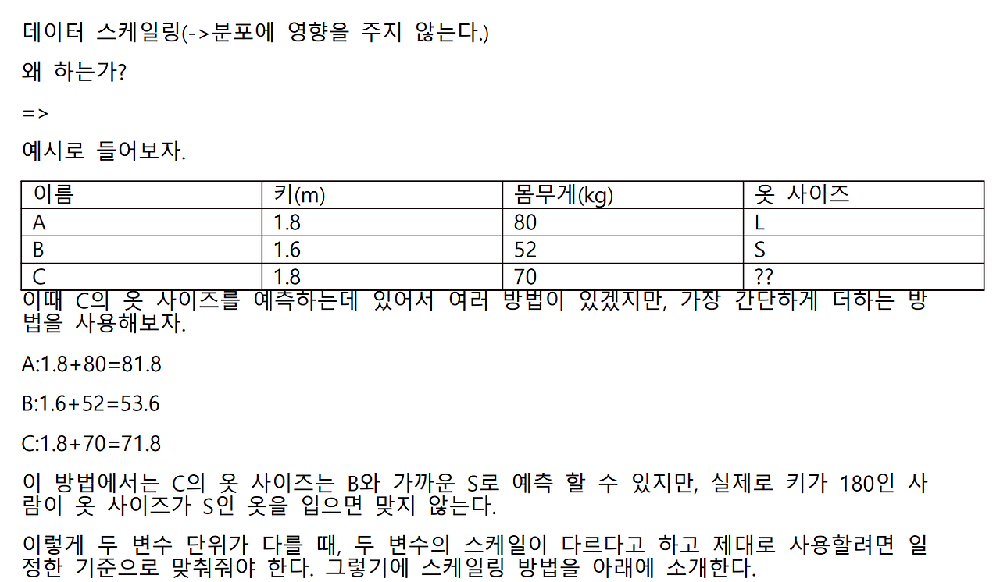 데이터 스케일링(->분포에 영향을 주지 않는다.)
왜 하는가?
=>
예시로 들어보자.
이름 키(m) 몸무게(kg) 옷 사이즈
A 1.8 80 L
B 1.6 52 S
C 1.8 70 ??
이때 C의 옷 사이즈를 예측하는데 있어서 여러 방법이 있겠지만, 가장 간단하게 더하는 방
법을 사용해보자.
A:1.8+80=81.8
B:1.6+52=53.6
C:1.8+70=71.8
이 방법에서는 C의 옷 사이즈는 B와 가까운 S로 예측 할 수 있지만, 실제로 키가 180인 사
람이 옷 사이즈가 S인 옷을 입으면 맞지 않는다.
이렇게 두 변수 단위가 다를 때, 두 변수의 스케일이 다르다고 하고 제대로 사용할려면 일
정한 기준으로 맞춰줘야 한다. 그렇기에 스케일링 방법을 아래에 소개한다.